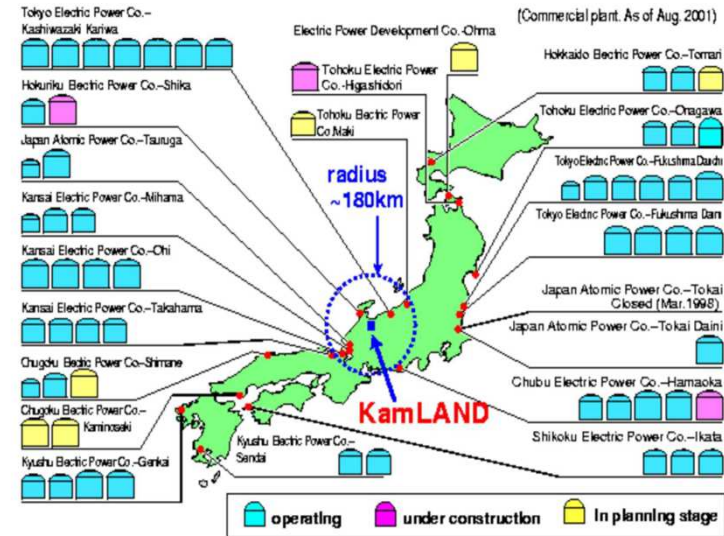 Tokyo Electric Power Co.–
Kashiwazaki Kariwa
Hokuriku Electric Power Co.–Shika
Japan Atomic Power Co.–Tsuruga
Kansai Electric Power Co.–Mihama
Kansai Electric Power Co.–Ohi
Kansai Electric Power Co.–Takahama
Chugoku Electric Power Co.–Shimane
Chugoku Electric Power Co.–
Kaminoseki
Kyushu Electric Power Co.–Genkai
(Commercial plant. As of Aug. 2001)
Electric Power Development Co.–Ohma
Tohoku Electric Power
Co.–Higashidori
Tohoku Electric Power
Co.Maki
radius
~180km
KamLAND
Kyushu Electric Power Co.–
Sendai
Hokkaido Electric Power Co.–Tomari
Tohoku Electric Power Co.–Onagawa
Tokyo Electric Power Co.–Fukushima Daiichi
Tokyo Electric Power Co.–Fukushima Daini
Japan Atomic Power Co.–Tokai
Closed (Mar.1998)
Japan Atomic Power Co.–Tokai Daini
Chubu Electric Power Co.–Hamaoka
Shikoku Electric Power Co.–Ikata
operating
under construction
in planning stage